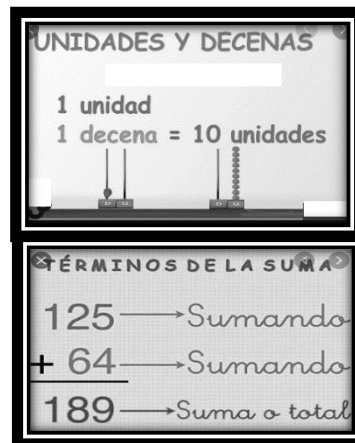 UNIDADES Y DECENAS
1 unidad
1 decena = 10 unidades
D U D U
TÉRMINOS DE LA SUMA
125 → Sumando
+ 64 → Sumando
189 → Suma o total